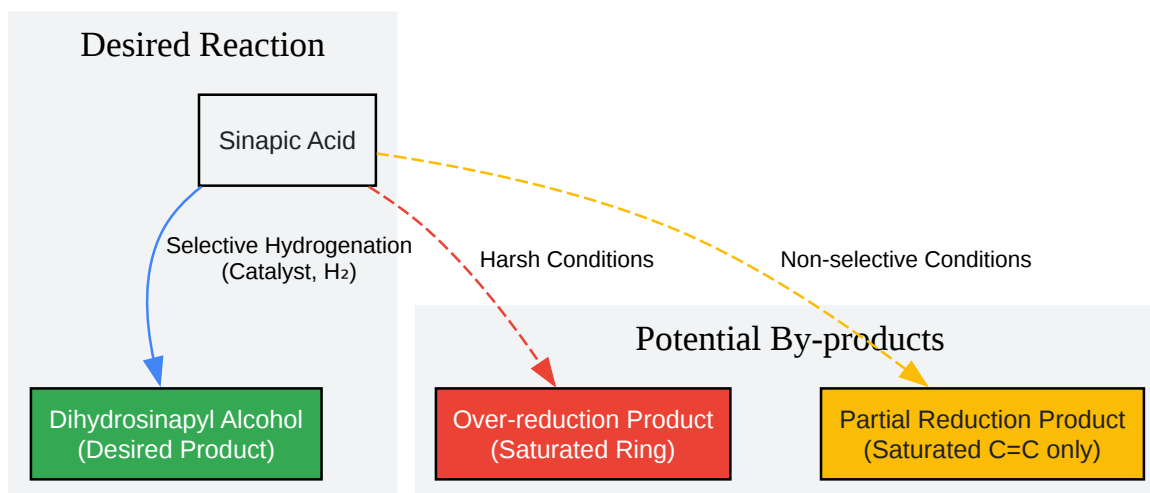 Desired Reaction
Sinapic Acid
Selective Hydrogenation
(Catalyst, H₂)
Harsh Conditions
Non-selective Conditions
Potential By-products
Dihydrosinapyl Alcohol
(Desired Product)
Over-reduction Product
(Saturated Ring)
Partial Reduction Product
(Saturated C=C only)